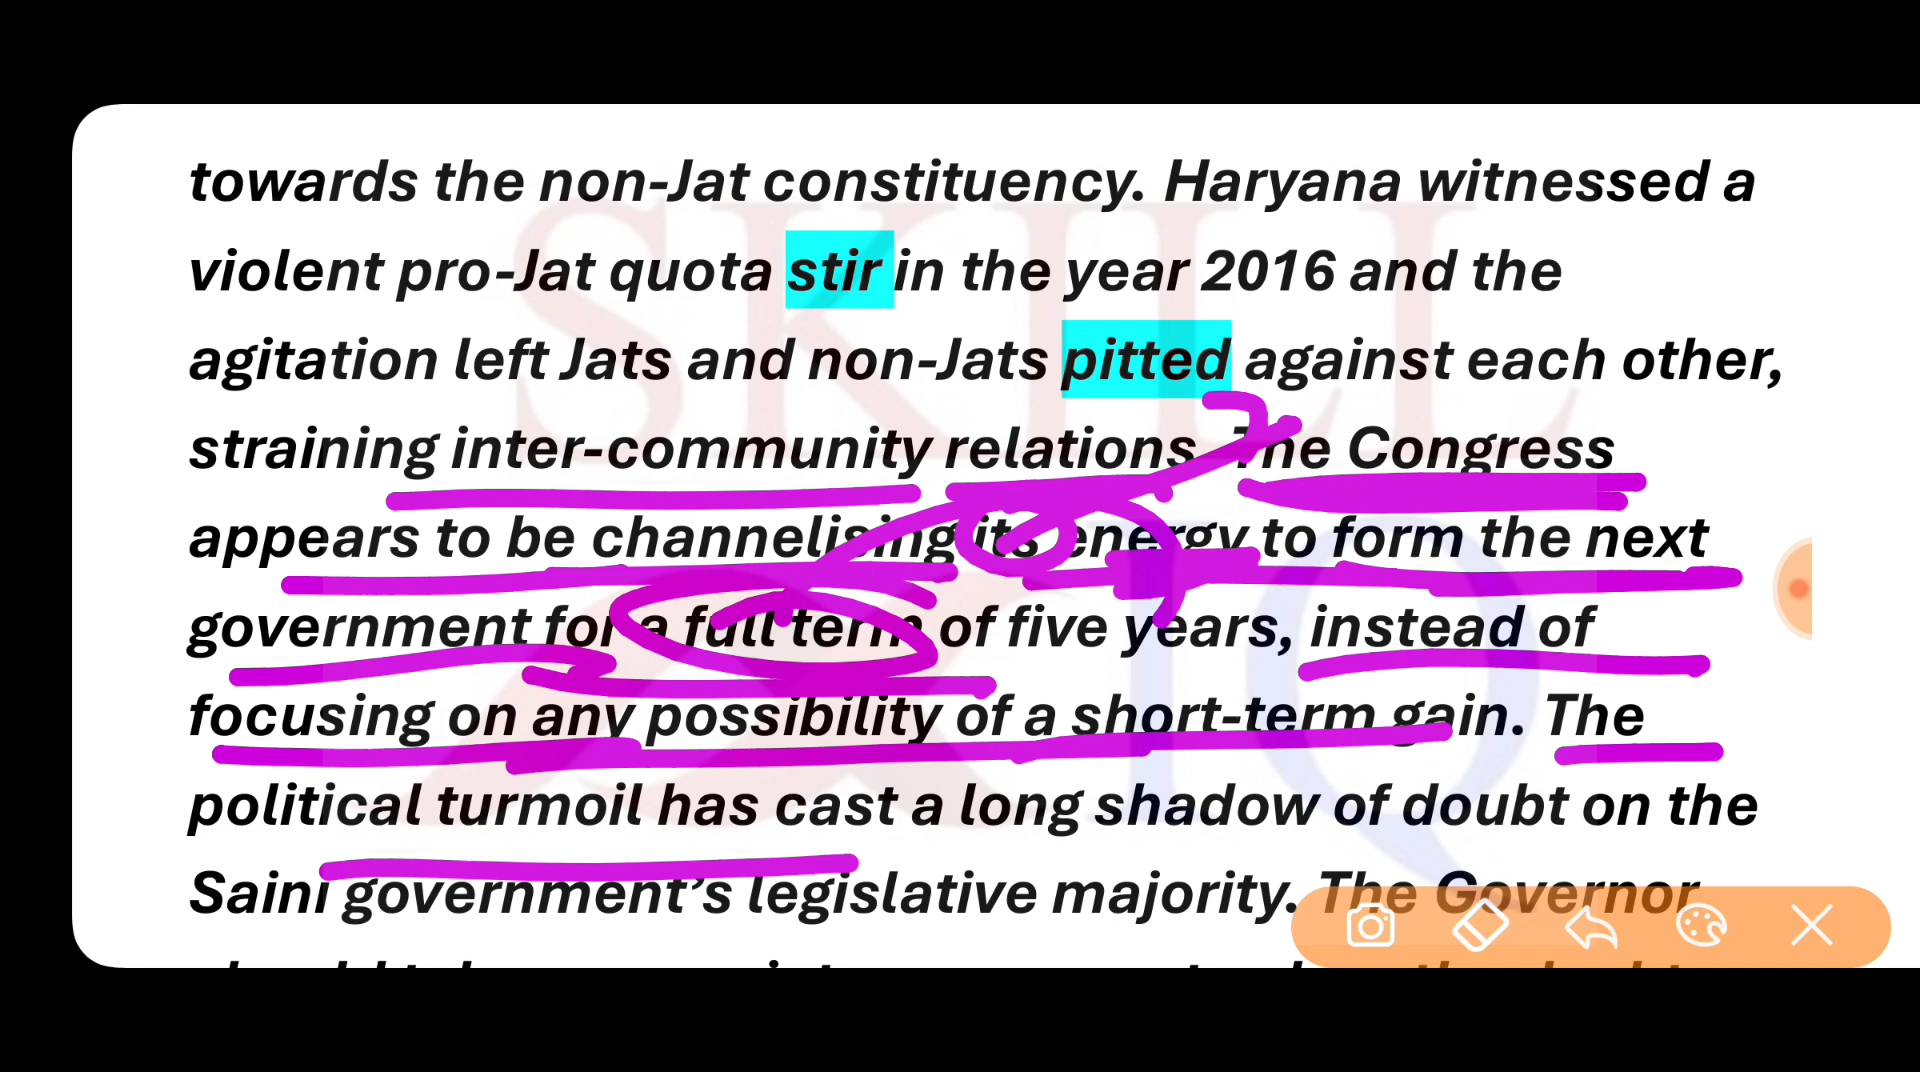 towards the non-Jat constituency. Haryana witnessed a
violent pro-Jat quota stir in the year 2016 and the
agitation left Jats and non-Jats pitted against each other,
straining inter-community relations. The Congress
appears to be channelising its energy to form the next
government for a full term of five years, instead of
focusing on any possibility of a short-term gain. The
political turmoil has cast a long shadow of doubt on the
Saini government's legislative majority. The Governor
SKILL
IQ